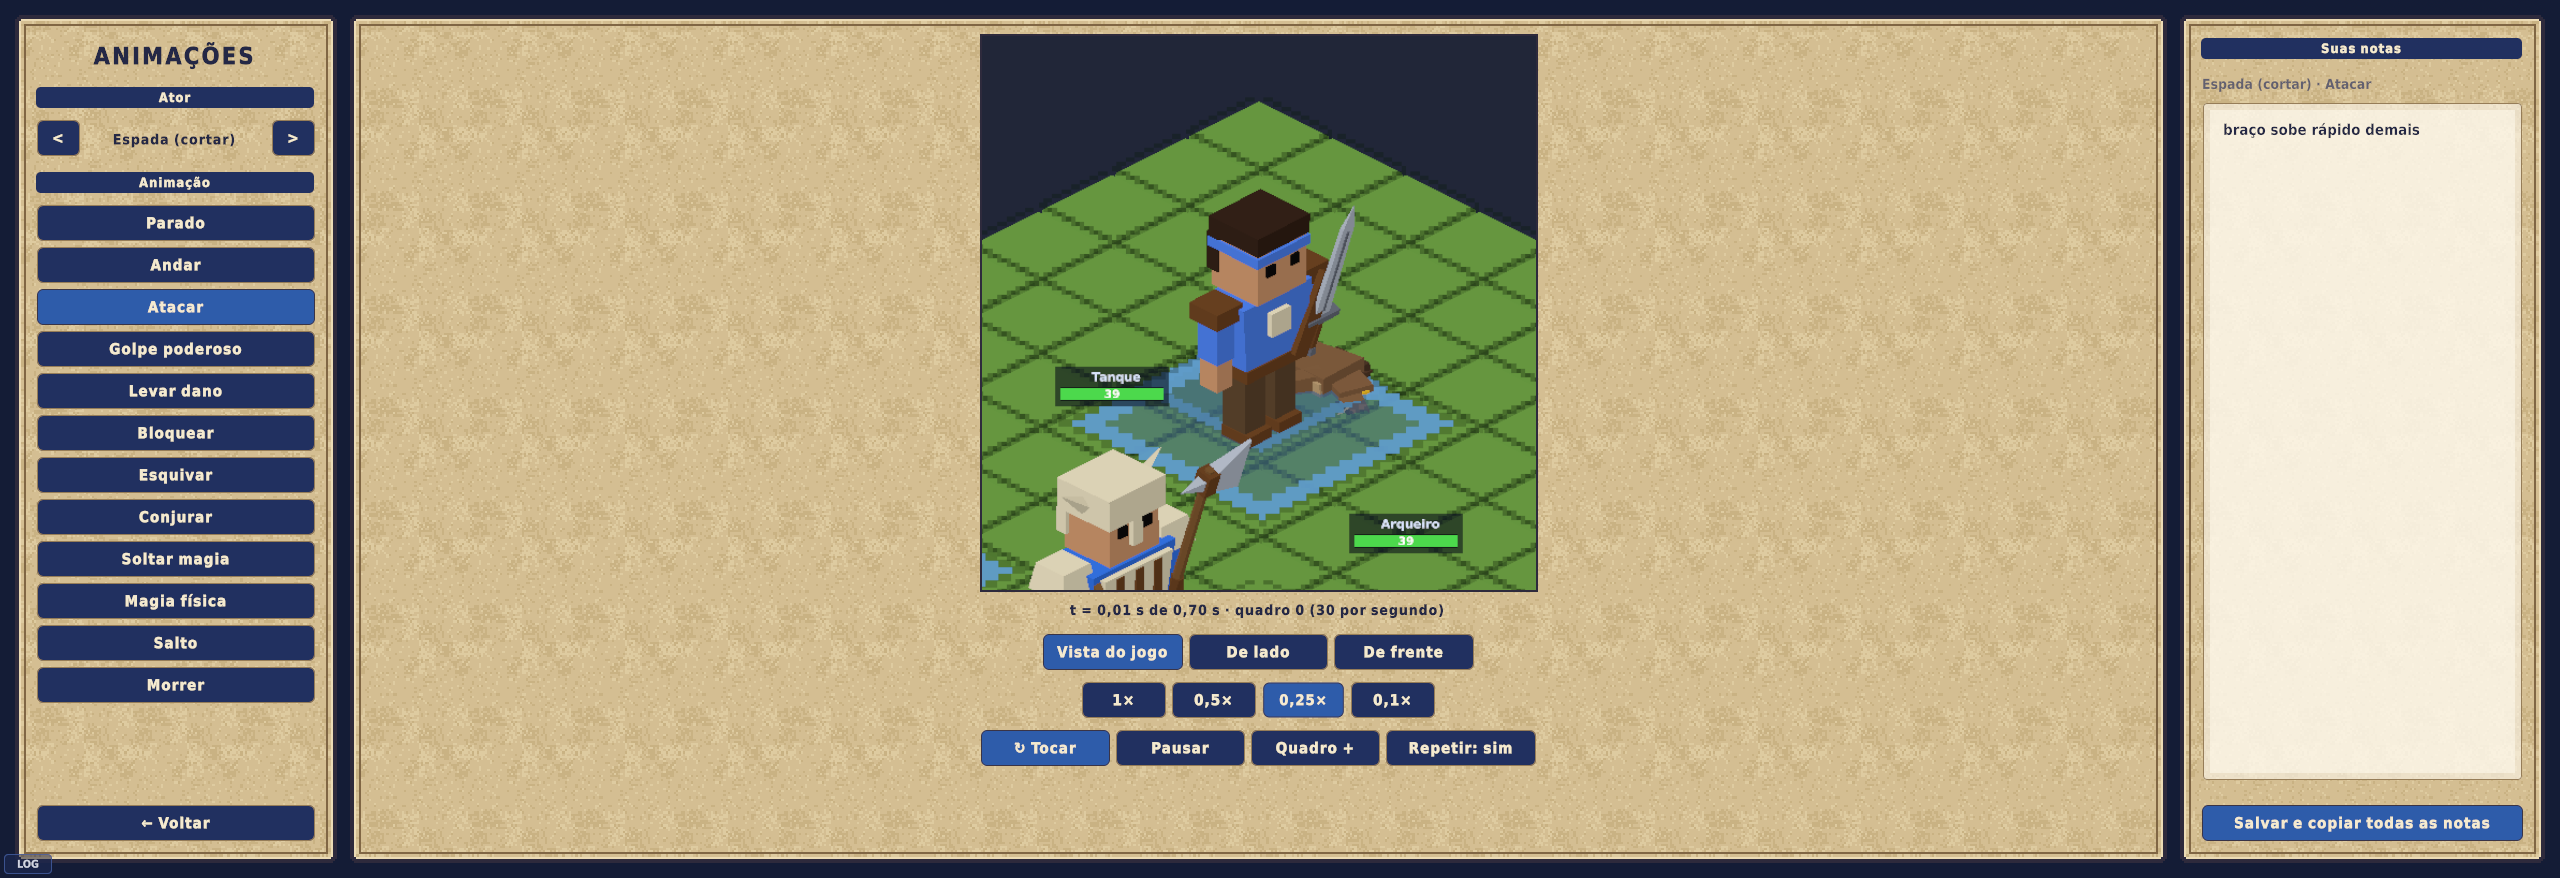 ANIMAÇÕES
Ator
< Espada (cortar) >
Animação
Parado
Andar
Atacar
Golpe poderoso
Levar dano
Bloquear
Esquivar
Conjurar
Soltar magia
Magia física
Salto
Morrer
← Voltar
LOG
Tanque
39
Arqueiro
39
t = 0,01 s de 0,70 s · quadro 0 (30 por segundo)
Vista do jogo De lado De frente
1× 0,5× 0,25× 0,1×
↻ Tocar Pausar Quadro + Repetir: sim
Suas notas
Espada (cortar) · Atacar
braço sobe rápido demais
Salvar e copiar todas as notas